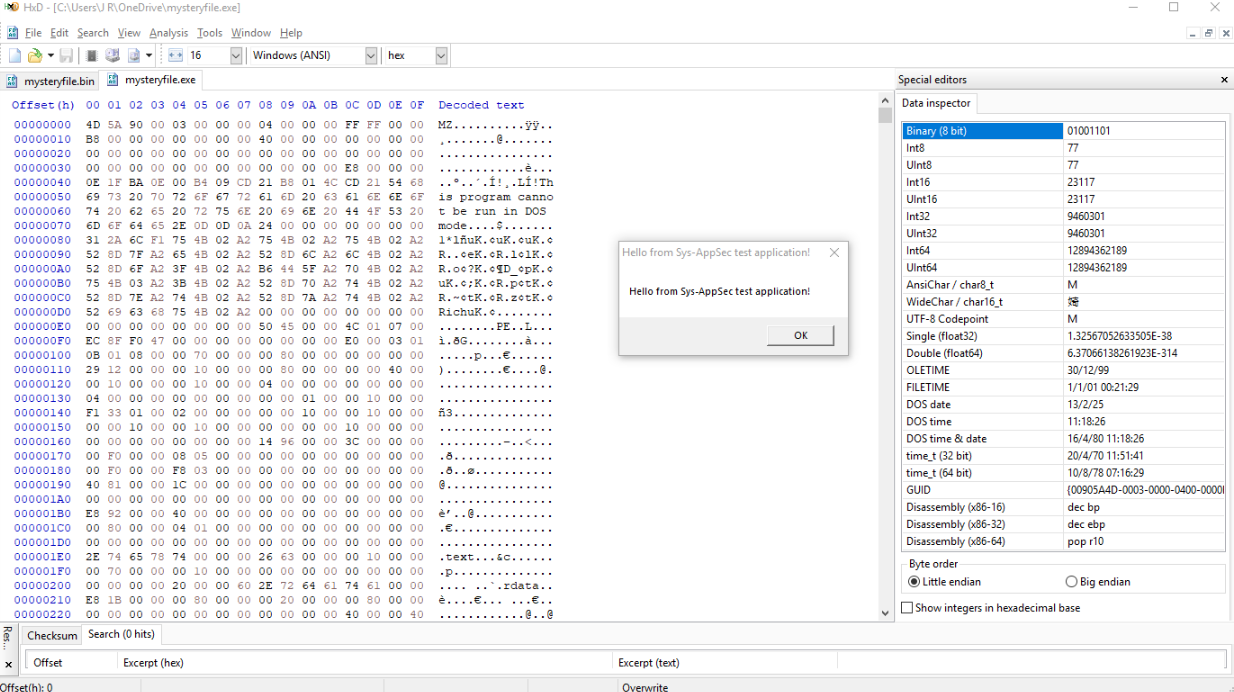 HxD - [C:\Users\J R\OneDrive\mysteryfile.exe]
File Edit Search View Analysis Tools Window Help
16 Windows (ANSI) hex
mysteryfile.bin mysteryfile.exe
Offset(h) 00 01 02 03 04 05 06 07 08 09 0A 0B 0C 0D 0E 0F Decoded text
00000000 4D 5A 90 00 03 00 00 00 04 00 00 00 FF FF 00 00 MZ..........ÿÿ..
00000010 B8 00 00 00 00 00 00 00 40 00 00 00 00 00 00 00 ¸.......@.......
00000020 00 00 00 00 00 00 00 00 00 00 00 00 00 00 00 00 ................
00000030 00 00 00 00 00 00 00 00 00 00 00 00 E8 00 00 00 ............è...
00000040 0E 1F BA 0E 00 B4 09 CD 21 B8 01 4C CD 21 54 68 ..º..´.Í!¸.LÍ!Th
00000050 69 73 20 70 72 6F 67 72 61 6D 20 63 61 6E 6E 6F is program canno
00000060 74 20 62 65 20 72 75 6E 20 69 6E 20 44 4F 53 20 t be run in DOS
00000070 6D 6F 64 65 2E 0D 0D 0A 24 00 00 00 00 00 00 00 mode....$.......
00000080 31 2A 6C F1 75 4B 02 A2 75 4B 02 A2 75 4B 02 A2 1*lñuK.¢uK.¢uK.¢
00000090 52 8D 7F A2 65 4B 02 A2 52 8D 6C A2 6C 4B 02 A2 R..¢eK.¢R.l¢lK.¢
000000A0 52 8D 6F A2 3F 4B 02 A2 B6 44 5F A2 70 4B 02 A2 R.o¢?K.¢¶D_¢pK.¢
000000B0 75 4B 03 A2 3B 4B 02 A2 52 8D 70 A2 74 4B 02 A2 uK.¢;K.¢R.p¢tK.¢
000000C0 52 8D 7E A2 74 4B 02 A2 52 8D 7A A2 74 4B 02 A2 R.~¢tK.¢R.z¢tK.¢
000000D0 52 69 63 68 75 4B 02 A2 00 00 00 00 00 00 00 00 RichuK.¢........
000000E0 00 00 00 00 00 00 00 00 50 45 00 00 4C 01 07 00 ........PE..L...
000000F0 EC 8F F0 47 00 00 00 00 00 00 00 00 E0 00 03 01 ì.ðG........à...
00000100 0B 01 08 00 00 70 00 00 00 80 00 00 00 00 00 00 .....p...€......
00000110 29 12 00 00 00 10 00 00 00 80 00 00 00 00 40 00 )........€....@.
00000120 00 10 00 00 00 10 00 00 04 00 00 00 00 00 00 00 ................
00000130 04 00 00 00 00 00 00 00 00 00 01 00 00 10 00 00 ................
00000140 F1 33 01 00 02 00 00 00 00 00 10 00 00 10 00 00 ñ3..............
00000150 00 00 10 00 00 10 00 00 00 00 00 00 10 00 00 00 ................
00000160 00 00 00 00 00 00 00 00 14 96 00 00 3C 00 00 00 .........–..<...
00000170 00 F0 00 00 08 05 00 00 00 00 00 00 00 00 00 00 .ð..............
00000180 00 F0 00 00 F8 03 00 00 00 00 00 00 00 00 00 00 .ð..ø...........
00000190 40 81 00 00 1C 00 00 00 00 00 00 00 00 00 00 00 @...............
000001A0 00 00 00 00 00 00 00 00 00 00 00 00 00 00 00 00 ................
000001B0 E8 92 00 00 40 00 00 00 00 00 00 00 00 00 00 00 è’..@...........
000001C0 00 80 00 00 04 01 00 00 00 00 00 00 00 00 00 00 .€..............
000001D0 00 00 00 00 00 00 00 00 00 00 00 00 00 00 00 00 ................
000001E0 2E 74 65 78 74 00 00 00 26 63 00 00 00 10 00 00 .text...&c......
000001F0 00 70 00 00 00 10 00 00 00 00 00 00 00 00 00 00 .p..............
00000200 00 00 00 00 20 00 00 60 2E 72 64 61 74 61 00 00 .... ..`.rdata..
00000210 E8 1B 00 00 00 80 00 00 00 20 00 00 00 80 00 00 è....€... ...€..
00000220 00 00 00 00 00 00 00 00 00 00 00 00 40 00 00 40 ............@..@
Hello from Sys-AppSec test application!
Hello from Sys-AppSec test application!
OK
Special editors
Data inspector
Binary (8 bit) 01001101
Int8 77
UInt8 77
Int16 23117
UInt16 23117
Int32 9460301
UInt32 9460301
Int64 12894362189
UInt64 12894362189
AnsiChar / char8_t M
WideChar / char16_t 婍
UTF-8 Codepoint M
Single (float32) 1.32567052633505E-38
Double (float64) 6.37066138261923E-314
OLETIME 30/12/99
FILETIME 1/1/01 00:21:29
DOS date 13/2/25
DOS time 11:18:26
DOS time & date 16/4/80 11:18:26
time_t (32 bit) 20/4/70 11:51:41
time_t (64 bit) 10/8/78 07:16:29
GUID {00905A4D-0003-0000-0400-0000
Disassembly (x86-16) dec bp
Disassembly (x86-32) dec ebp
Disassembly (x86-64) pop r10
Byte order
Little endian Big endian
Show integers in hexadecimal base
Res...
Checksum Search (0 hits)
Offset Excerpt (hex) Excerpt (text)
Offset(h): 0 Overwrite